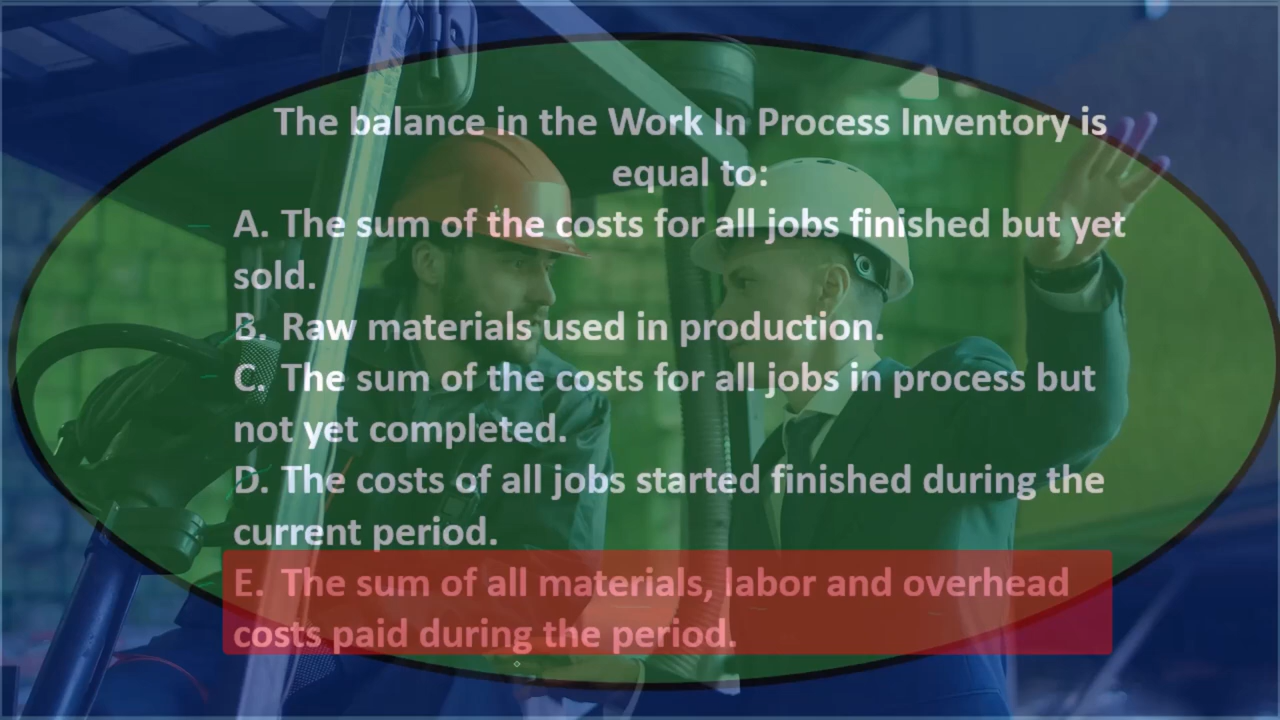 The balance in the Work In Process Inventory is
equal to:
A. The sum of the costs for all jobs finished but yet
sold.
B. Raw materials used in production.
C. The sum of the costs for all jobs in process but
not yet completed.
D. The costs of all jobs started finished during the
current period.
E. The sum of all materials, labor and overhead
costs paid during the period.